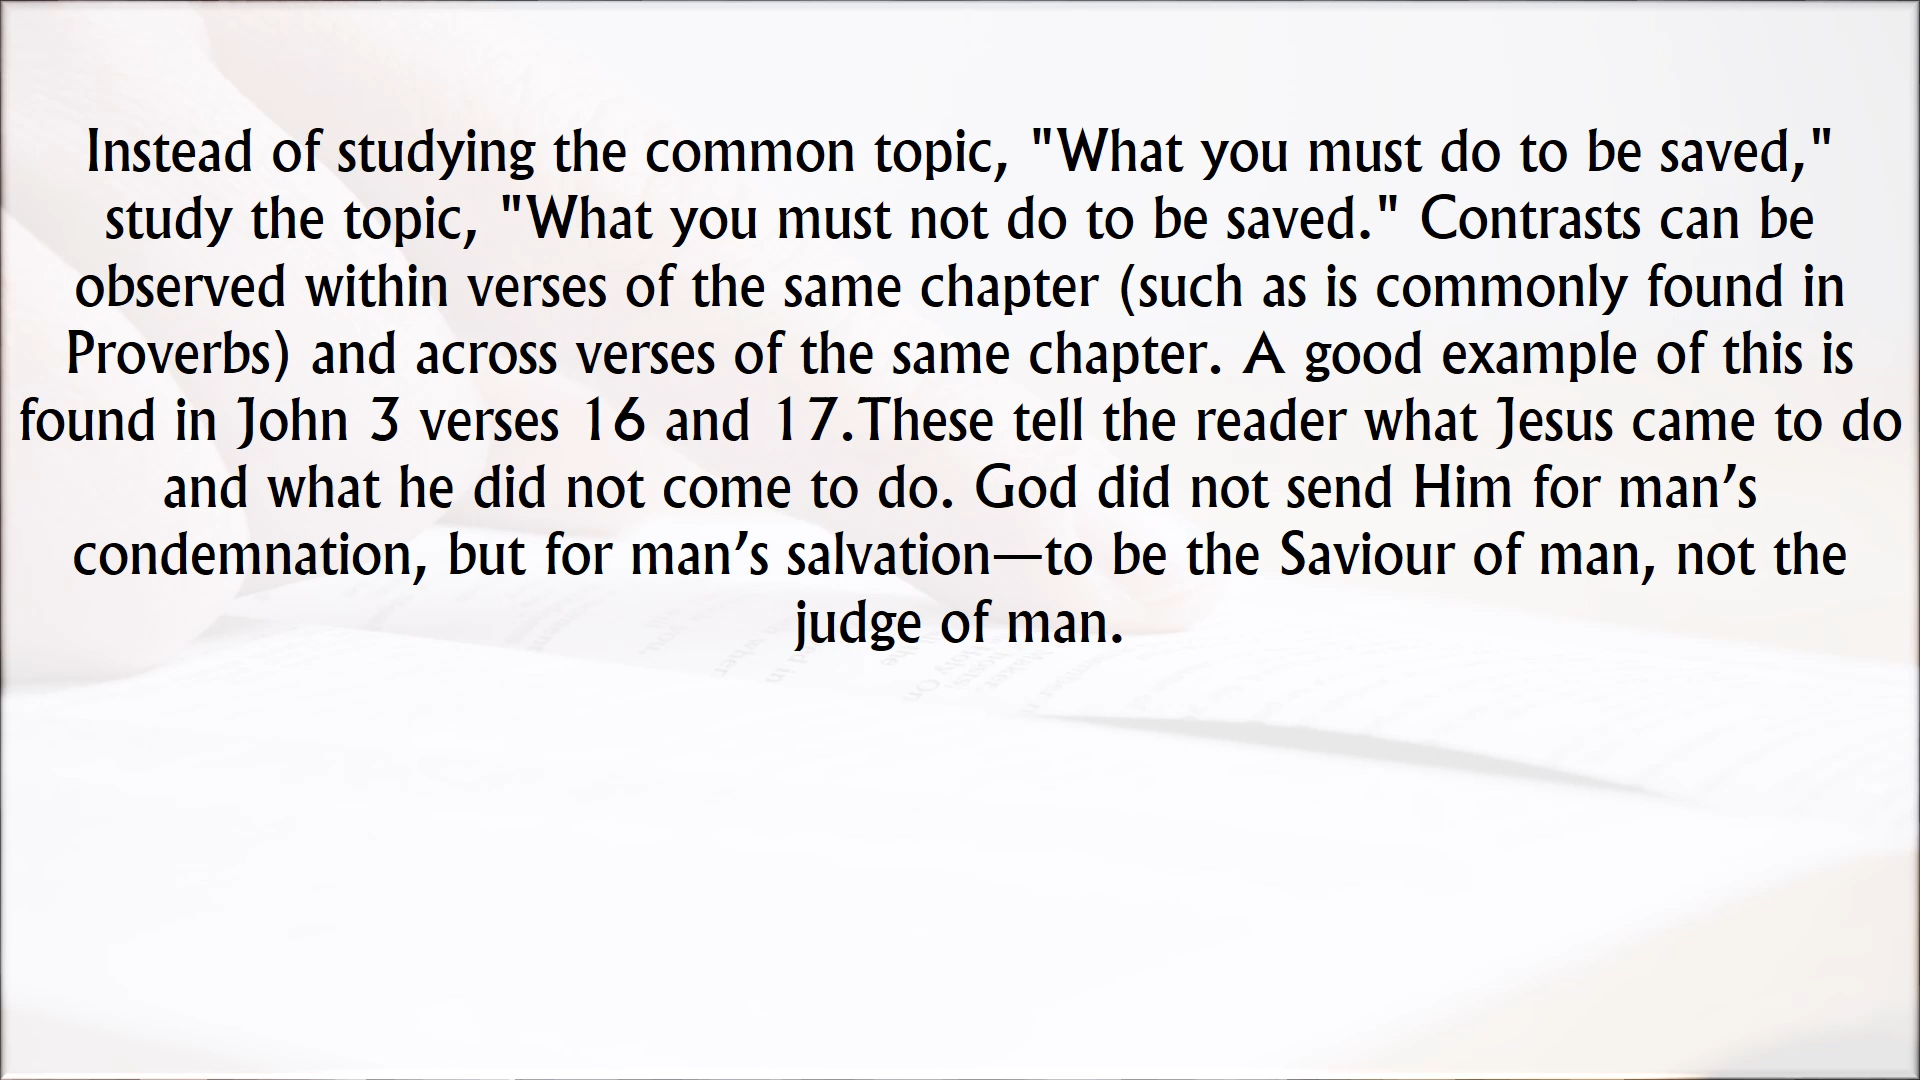 Instead of studying the common topic, "What you must do to be saved,"
study the topic, "What you must not do to be saved." Contrasts can be
observed within verses of the same chapter (such as is commonly found in
Proverbs) and across verses of the same chapter. A good example of this is
found in John 3 verses 16 and 17.These tell the reader what Jesus came to do
and what he did not come to do. God did not send Him for man’s
condemnation, but for man’s salvation—to be the Saviour of man, not the
judge of man.